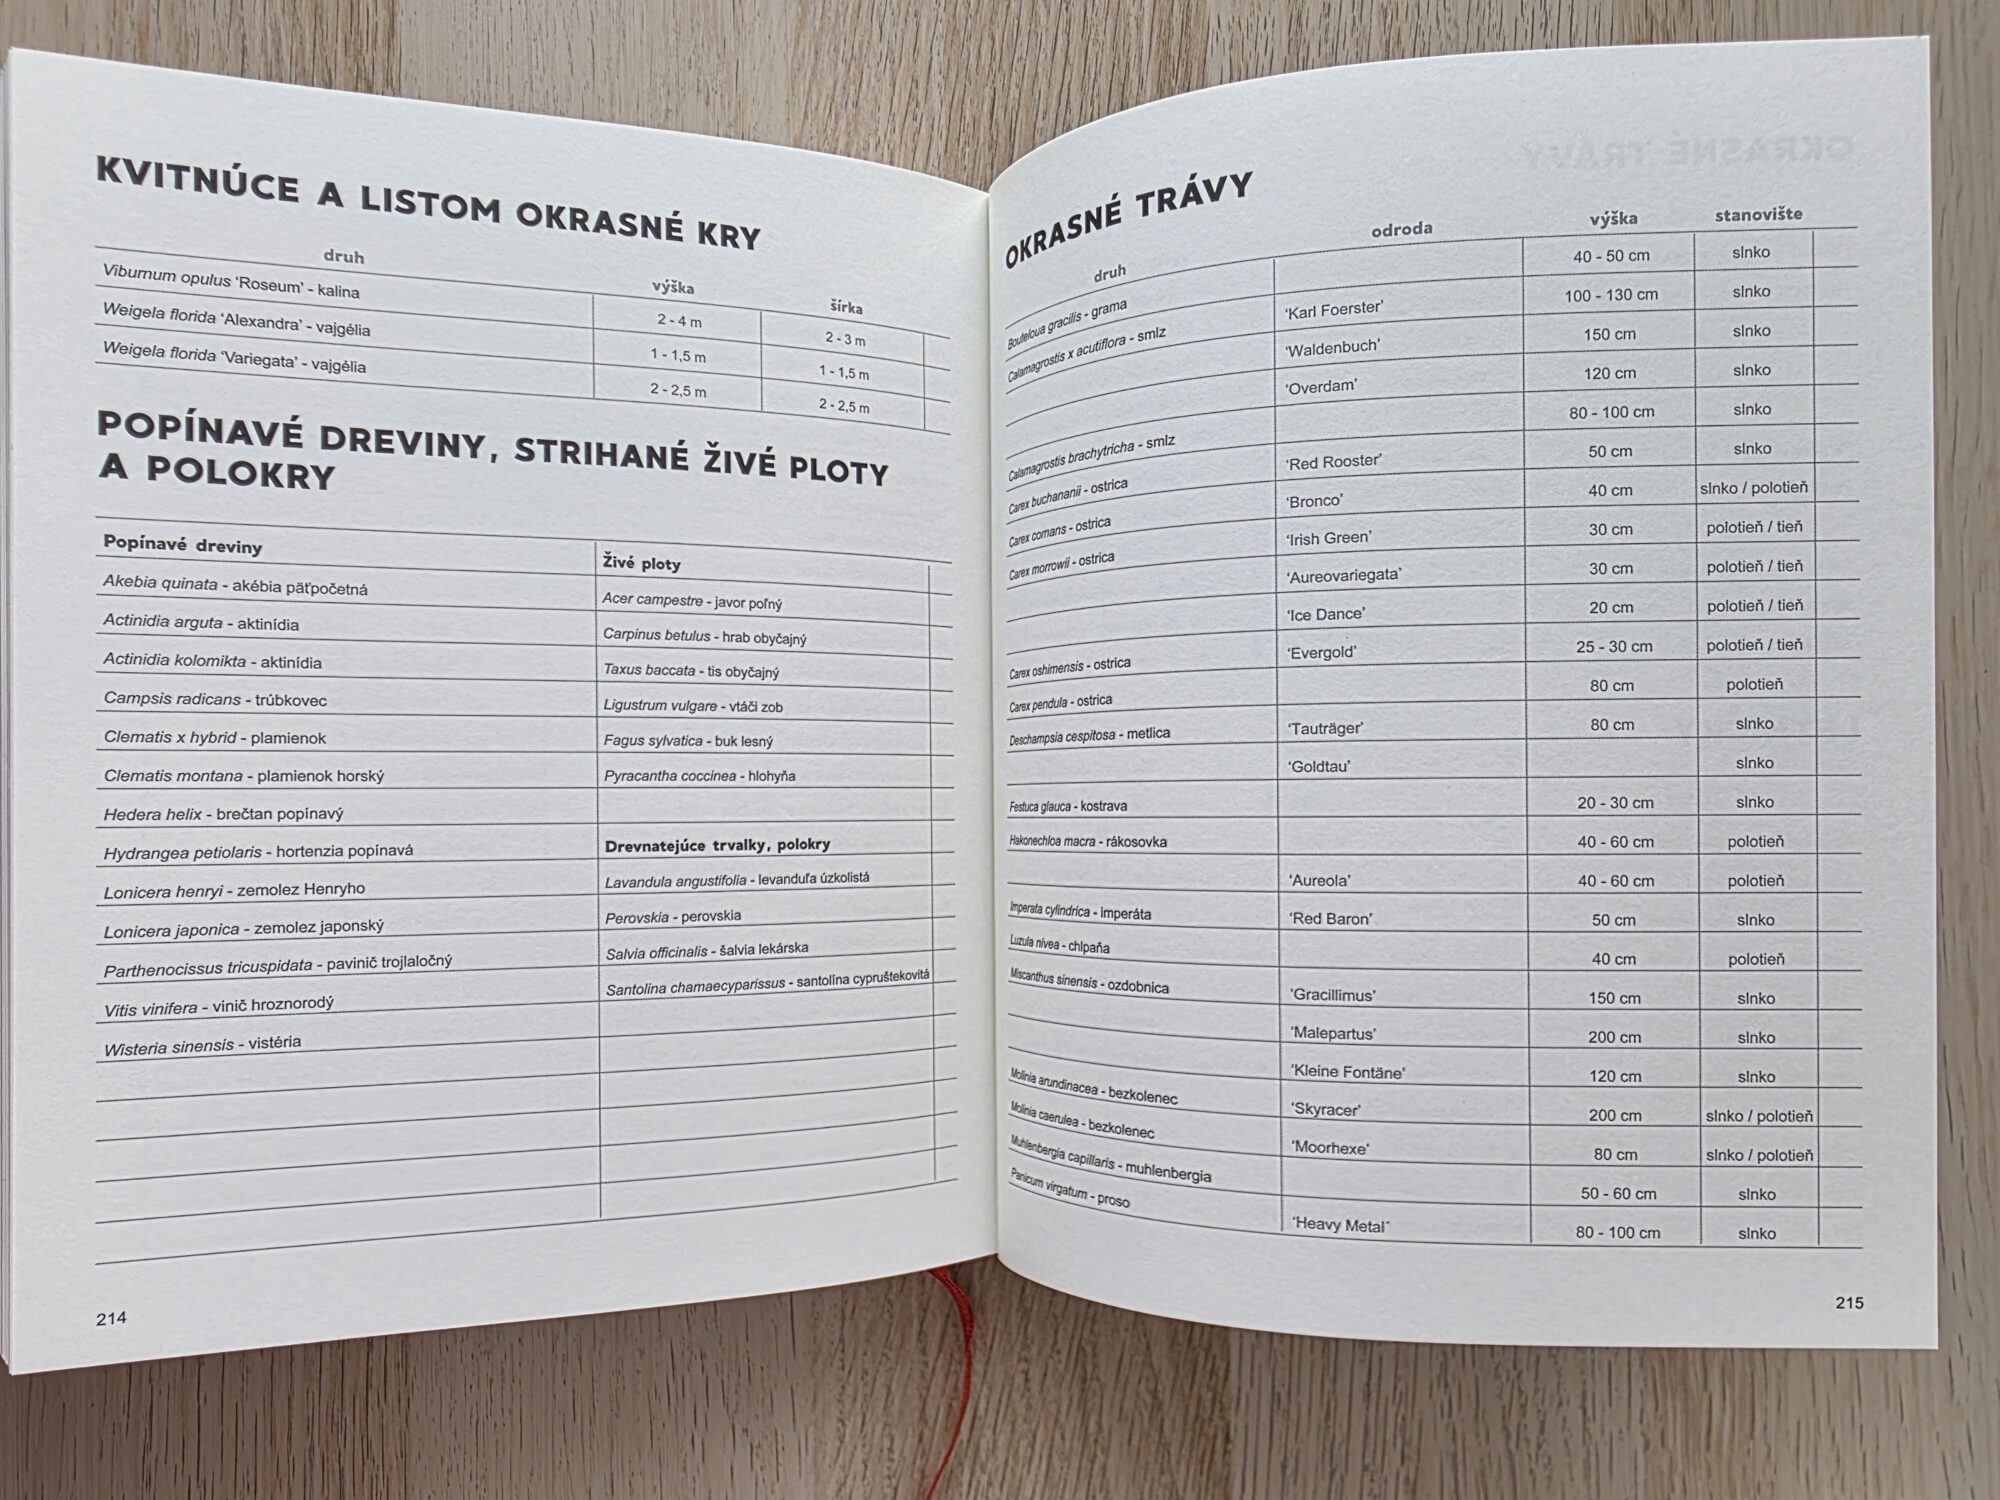 KVITNÚCE A LISTOM OKRASNÉ KRY
druh výška šírka
Viburnum opulus ‘Roseum’ - kalina 2 - 4 m 2 - 3 m
Weigela florida ‘Alexandra’ - vajgélia 1 - 1,5 m 1 - 1,5 m
Weigela florida ‘Variegata’ - vajgélia 2 - 2,5 m 2 - 2,5 m
POPÍNAVÉ DREVINY, STRIHANÉ ŽIVÉ PLOTY
A POLOKRY
Popínavé dreviny Živé ploty
Akebia quinata - akébia päťpočetná Acer campestre - javor poľný
Actinidia arguta - aktinídia Carpinus betulus - hrab obyčajný
Actinidia kolomikta - aktinídia Taxus baccata - tis obyčajný
Campsis radicans - trúbkovec Ligustrum vulgare - vtáči zob
Clematis x hybrid - plamienok Fagus sylvatica - buk lesný
Clematis montana - plamienok horský Pyracantha coccinea - hlohyňa
Hedera helix - brečtan popínavý
Hydrangea petiolaris - hortenzia popínavá Drevnatejúce trvalky, polokry
Lonicera henryi - zemolez Henryho Lavandula angustifolia - levanduľa úzkolistá
Lonicera japonica - zemolez japonský Perovskia - perovskia
Parthenocissus tricuspidata - pavinič trojlaločný Salvia officinalis - šalvia lekárska
Vitis vinifera - vinič hroznorodý Santolina chamaecyparissus - santolína cypruštekovitá
Wisteria sinensis - vistéria
214
OKRASNÉ TRÁVY
druh odroda výška stanovište
Bouteloua gracilis - grama 40 - 50 cm slnko
Calamagrostis x acutiflora - smlz ‘Karl Foerster’ 100 - 130 cm slnko
‘Waldenbuch’ 150 cm slnko
‘Overdam’ 120 cm slnko
Calamagrostis brachytricha - smlz 80 - 100 cm slnko
Carex buchananii - ostrica ‘Red Rooster’ 50 cm slnko
Carex comans - ostrica ‘Bronco’ 40 cm slnko / polotieň
Carex morrowii - ostrica ‘Irish Green’ 30 cm polotieň / tieň
‘Aureovariegata’ 30 cm polotieň / tieň
‘Ice Dance’ 20 cm polotieň / tieň
Carex oshimensis - ostrica ‘Evergold’ 25 - 30 cm polotieň / tieň
Carex pendula - ostrica 80 cm polotieň
Deschampsia cespitosa - metlica ‘Tauträger’ 80 cm slnko
‘Goldtau’ slnko
Festuca glauca - kostrava 20 - 30 cm slnko
Hakonechloa macra - rákosovka 40 - 60 cm polotieň
‘Aureola’ 40 - 60 cm polotieň
Imperata cylindrica - imperáta ‘Red Baron’ 50 cm slnko
Luzula nivea - chlpaňa 40 cm polotieň
Miscanthus sinensis - ozdobnica ‘Gracillimus’ 150 cm slnko
‘Malepartus’ 200 cm slnko
‘Kleine Fontäne’ 120 cm slnko
Molinia arundinacea - bezkolenec ‘Skyracer’ 200 cm slnko / polotieň
Molinia caerulea - bezkolenec ‘Moorhexe’ 80 cm slnko / polotieň
Muhlenbergia capillaris - muhlenbergia 50 - 60 cm slnko
Panicum virgatum - proso ‘Heavy Metal´ 80 - 100 cm slnko
215